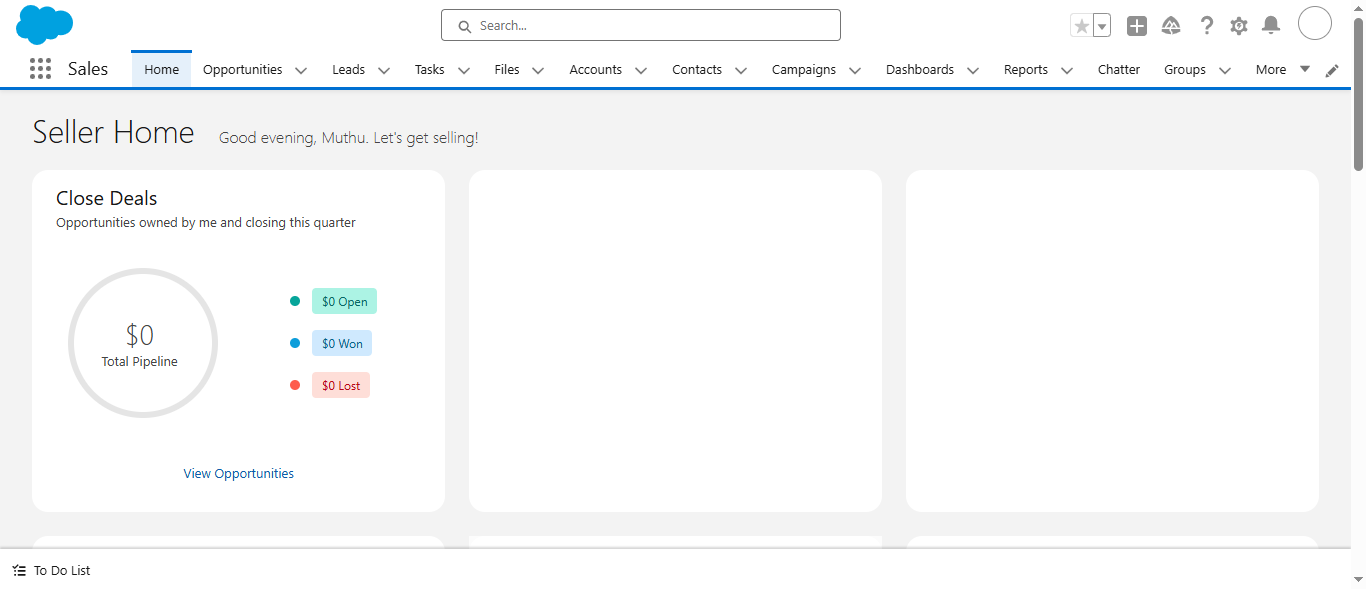 Search...
Sales
Home Opportunities Leads Tasks Files Accounts Contacts Campaigns Dashboards Reports Chatter Groups More
Seller Home
Good evening, Muthu. Let's get selling!
Close Deals
Opportunities owned by me and closing this quarter
$0
Total Pipeline
$0 Open
$0 Won
$0 Lost
View Opportunities
To Do List